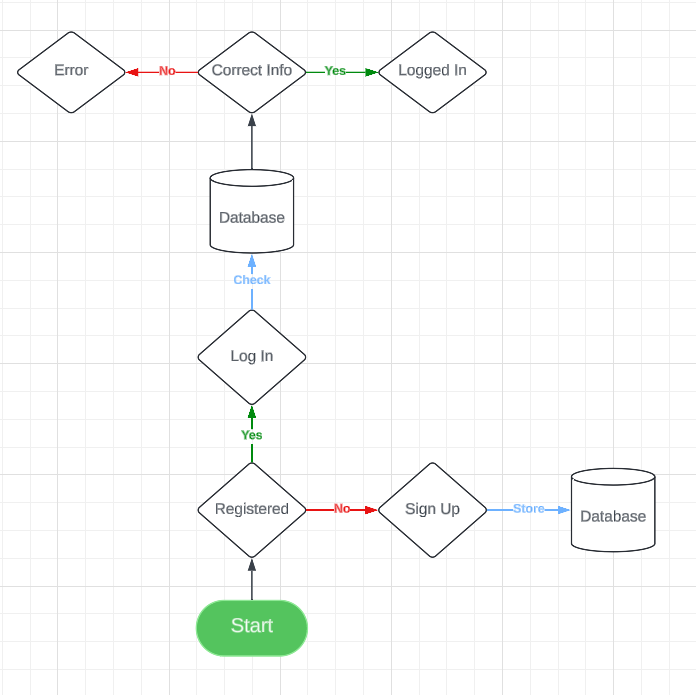 Error
No
Correct Info
Yes
Logged In
Database
Check
Log In
Yes
Registered
No
Sign Up
Store
Database
Start